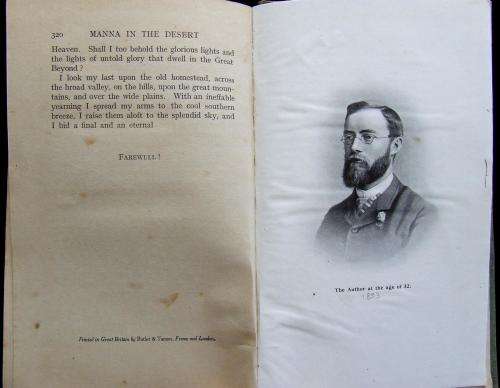 320 MANNA IN THE DESERT
Heaven. Shall I too behold the glorious lights and
the lights of untold glory that dwell in the Great
Beyond?
I look my last upon the old homestead, across
the broad valley, on the hills, upon the great moun-
tains, and over the wide plains. With an ineffable
yearning I spread my arms to the cool southern
breeze, I raise them aloft to the splendid sky, and
I bid a final and an eternal
FAREWELL!
Printed in Great Britain by Butler & Tanner, Frome and London.
The Author at the age of 32.
1893